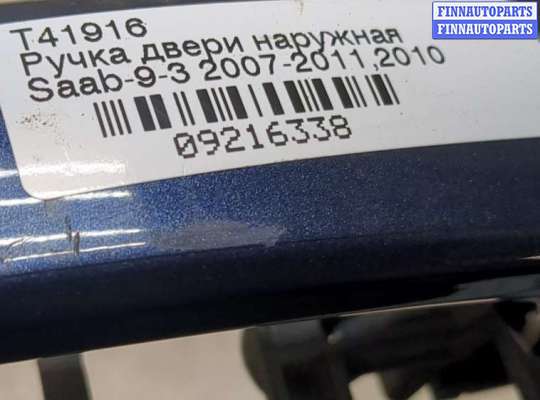 FINNAUTOPARTS
FINNAUTOPARTS
T41916
Ручка двери наружная
Saab-9-3 2007-2011,2010
09216338